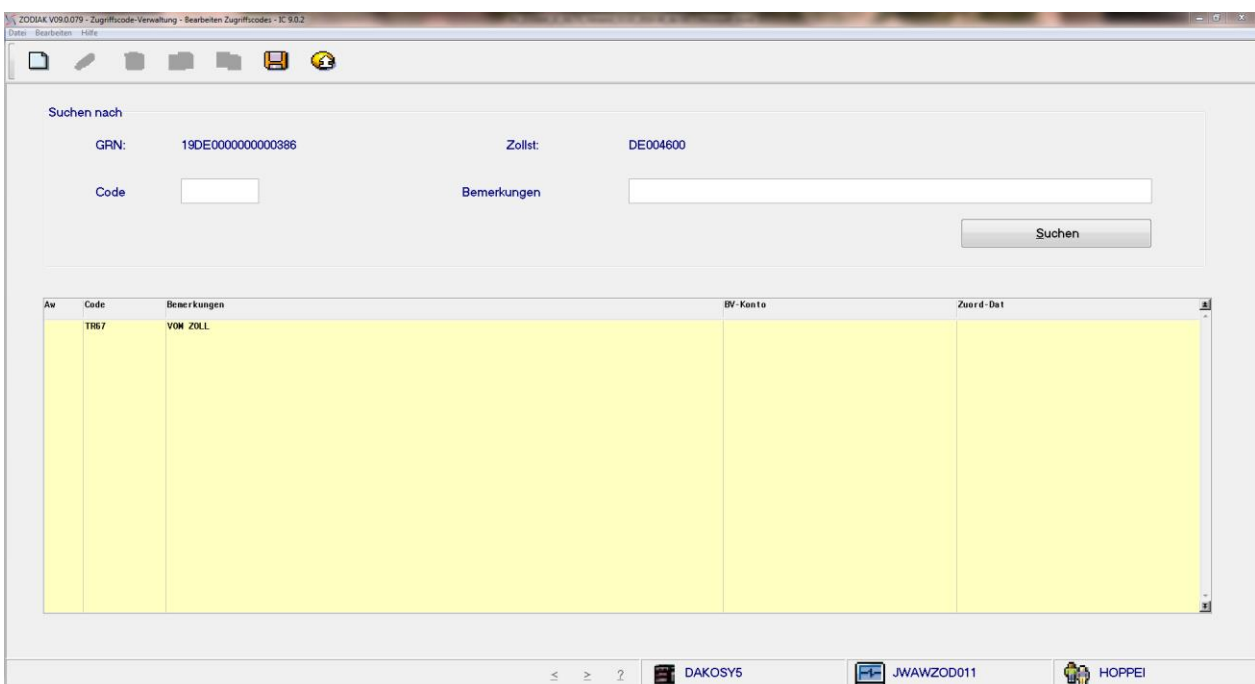 ZODIAK V09.0.079 - Zugriffscode-Verwaltung - Bearbeiten Zugriffscodes - IC 9.0.2
Datei Bearbeiten Hilfe
Suchen nach
GRN: 19DE0000000000386 Zollst: DE004600
Code Bemerkungen
Suchen
Aw Code Bemerkungen BV-Konto Zuord-Dat
TR67 VOM ZOLL
≤ ≥ ? DAKOSY5 JWAWZOD011 HOPPEI